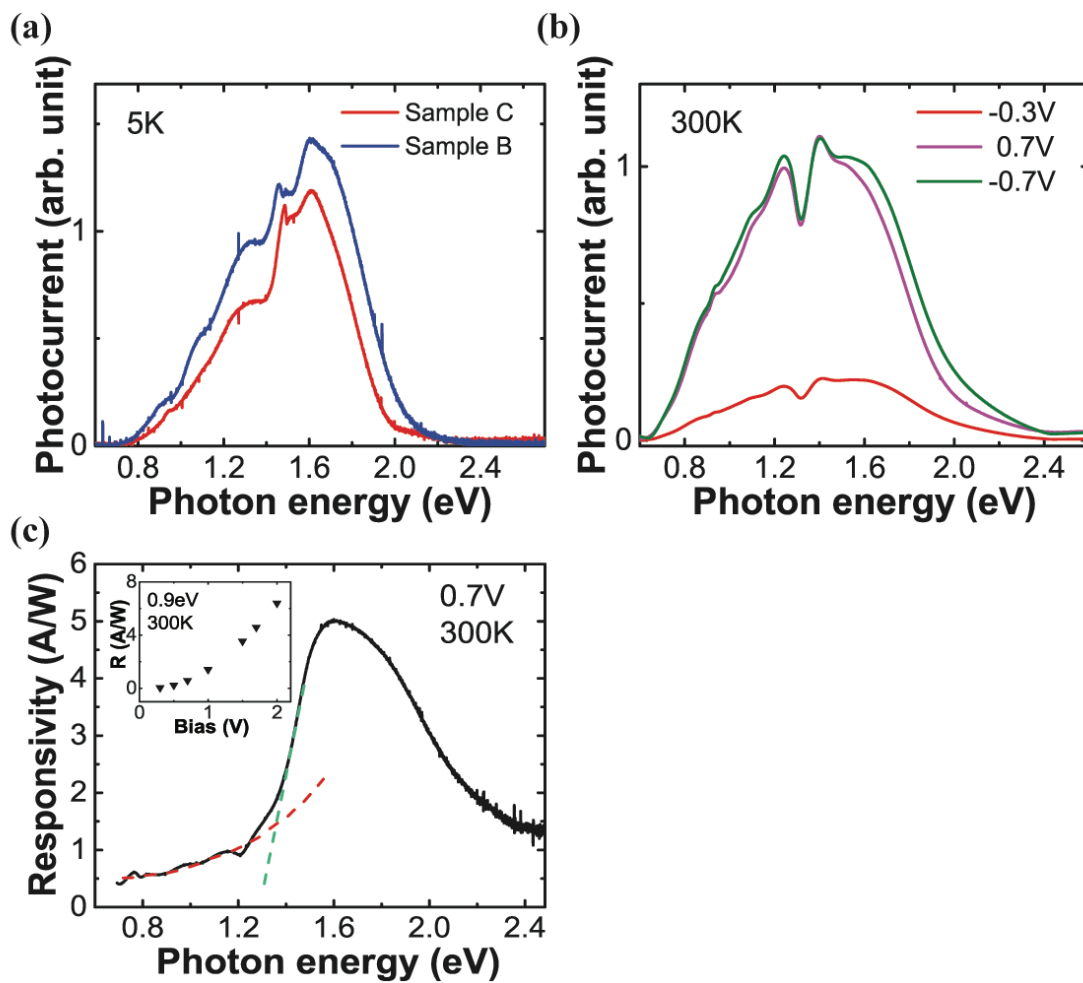 (a)
Photocurrent (arb. unit)
1
0
5K
Sample C
Sample B
0.8 1.2 1.6 2.0 2.4
Photon energy (eV)
(b)
Photocurrent (arb. unit)
1
0
300K
-0.3V
0.7V
-0.7V
0.8 1.2 1.6 2.0 2.4
Photon energy (eV)
(c)
Responsivity (A/W)
6
5
4
3
2
1
0
0.7V
300K
R (A/W)
8
4
0
0.9eV
300K
0 1 2
Bias (V)
0.8 1.2 1.6 2.0 2.4
Photon energy (eV)